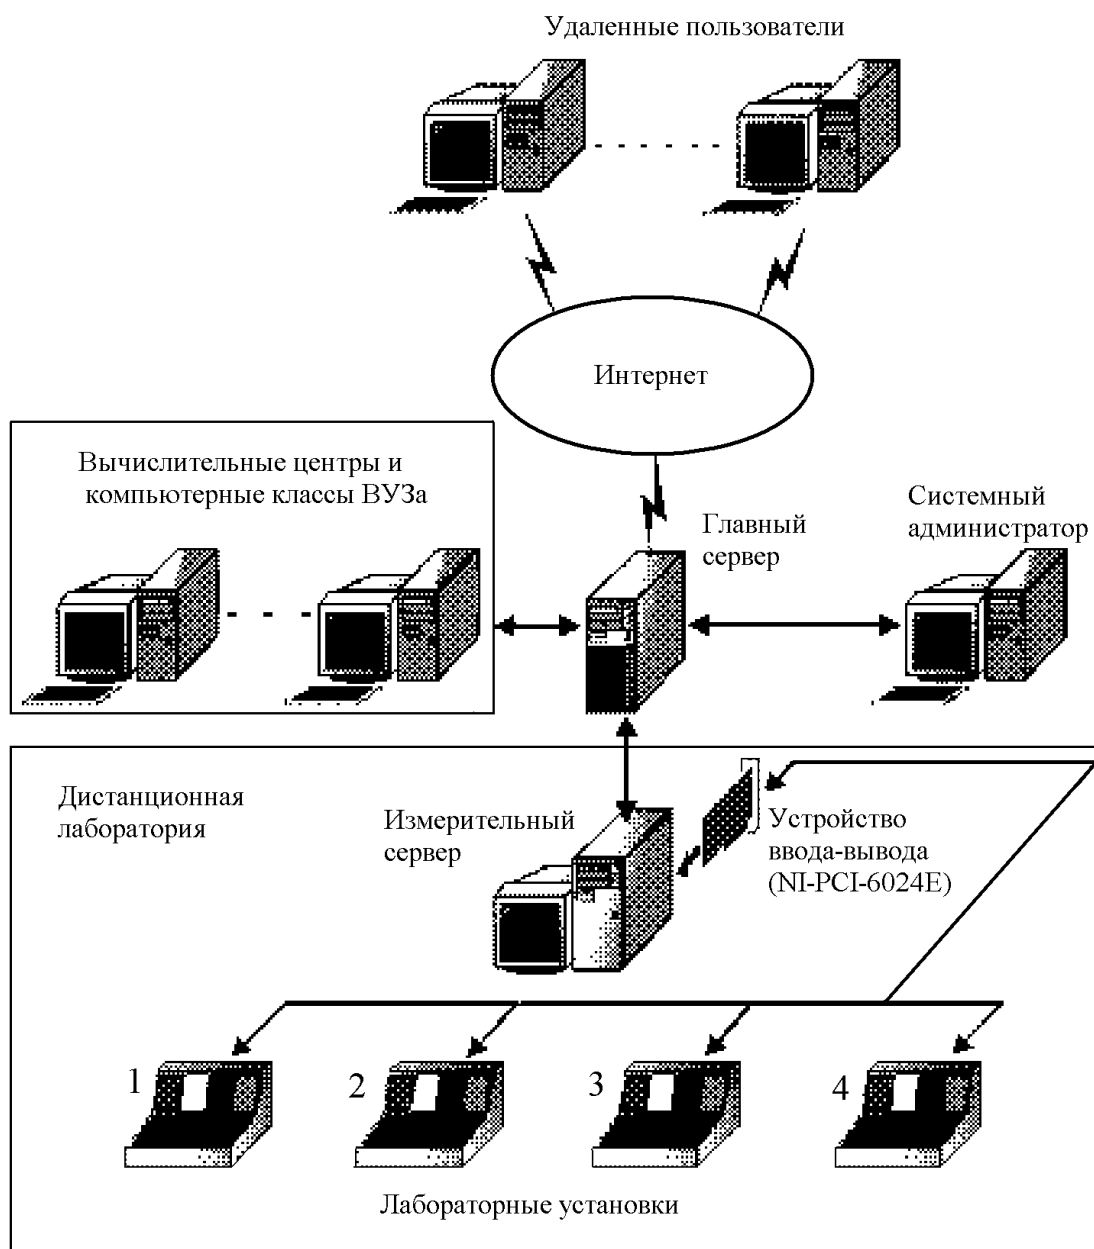 Удаленные пользователи
Интернет
Вычислительные центры и
компьютерные классы ВУЗа
Главный
сервер
Системный
администратор
Дистанционная
лаборатория
Измерительный
сервер
Устройство
ввода-вывода
(NI-PCI-6024E)
1
2
3
4
Лабораторные установки